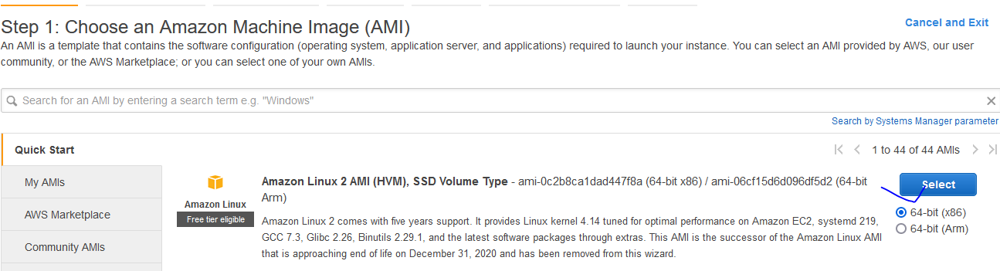 Step 1: Choose an Amazon Machine Image (AMI)
Cancel and Exit
An AMI is a template that contains the software configuration (operating system, application server, and applications) required to launch your instance. You can select an AMI provided by AWS, our user
community, or the AWS Marketplace; or you can select one of your own AMIs.
Search for an AMI by entering a search term e.g. "Windows"
Search by Systems Manager parameter
Quick Start
1 to 44 of 44 AMIs
My AMIs
AWS Marketplace
Community AMIs
Amazon Linux
Free tier eligible
Amazon Linux 2 AMI (HVM), SSD Volume Type - ami-0c2b8ca1dad447f8a (64-bit x86) / ami-06cf15d6d096df5d2 (64-bit
Arm)
Amazon Linux 2 comes with five years support. It provides Linux kernel 4.14 tuned for optimal performance on Amazon EC2, systemd 219,
GCC 7.3, Glibc 2.26, Binutils 2.29.1, and the latest software packages through extras. This AMI is the successor of the Amazon Linux AMI
that is approaching end of life on December 31, 2020 and has been removed from this wizard.
Select
64-bit (x86)
64-bit (Arm)